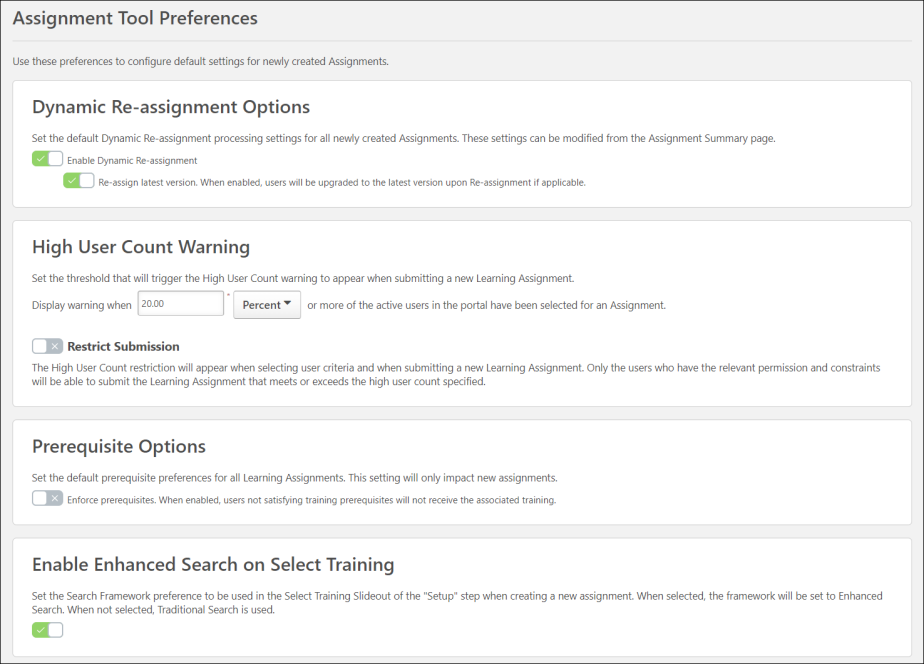 Assignment Tool Preferences
Use these preferences to configure default settings for newly created Assignments.
Dynamic Re-assignment Options
Set the default Dynamic Re-assignment processing settings for all newly created Assignments. These settings can be modified from the Assignment Summary page.
Enable Dynamic Re-assignment
Re-assign latest version. When enabled, users will be upgraded to the latest version upon Re-assignment if applicable.
High User Count Warning
Set the threshold that will trigger the High User Count warning to appear when submitting a new Learning Assignment.
Display warning when 20.00 * Percent or more of the active users in the portal have been selected for an Assignment.
Restrict Submission
The High User Count restriction will appear when selecting user criteria and when submitting a new Learning Assignment. Only the users who have the relevant permission and constraints
will be able to submit the Learning Assignment that meets or exceeds the high user count specified.
Prerequisite Options
Set the default prerequisite preferences for all Learning Assignments. This setting will only impact new assignments.
Enforce prerequisites. When enabled, users not satisfying training prerequisites will not receive the associated training.
Enable Enhanced Search on Select Training
Set the Search Framework preference to be used in the Select Training Slideout of the "Setup" step when creating a new assignment. When selected, the framework will be set to Enhanced
Search. When not selected, Traditional Search is used.